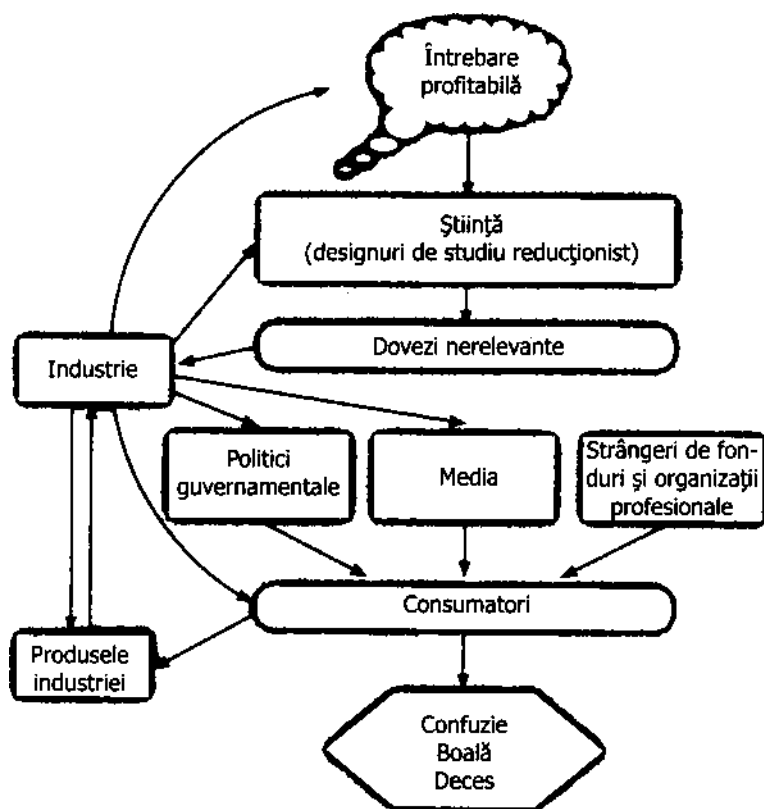 Întrebare
profitabilă
Ştiinţă
(designuri de studiu reducţionist)
Dovezi nerelevante
Industrie
Politici
guvernamentale
Media
Strângeri de fon-
duri şi organizaţii
profesionale
Consumatori
Produsele
industriei
Confuzie
Boală
Deces